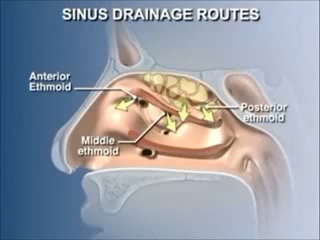 SINUS DRAINAGE ROUTES
Anterior
Ethmoid
Posterior
ethmoid
Middle
ethmoid